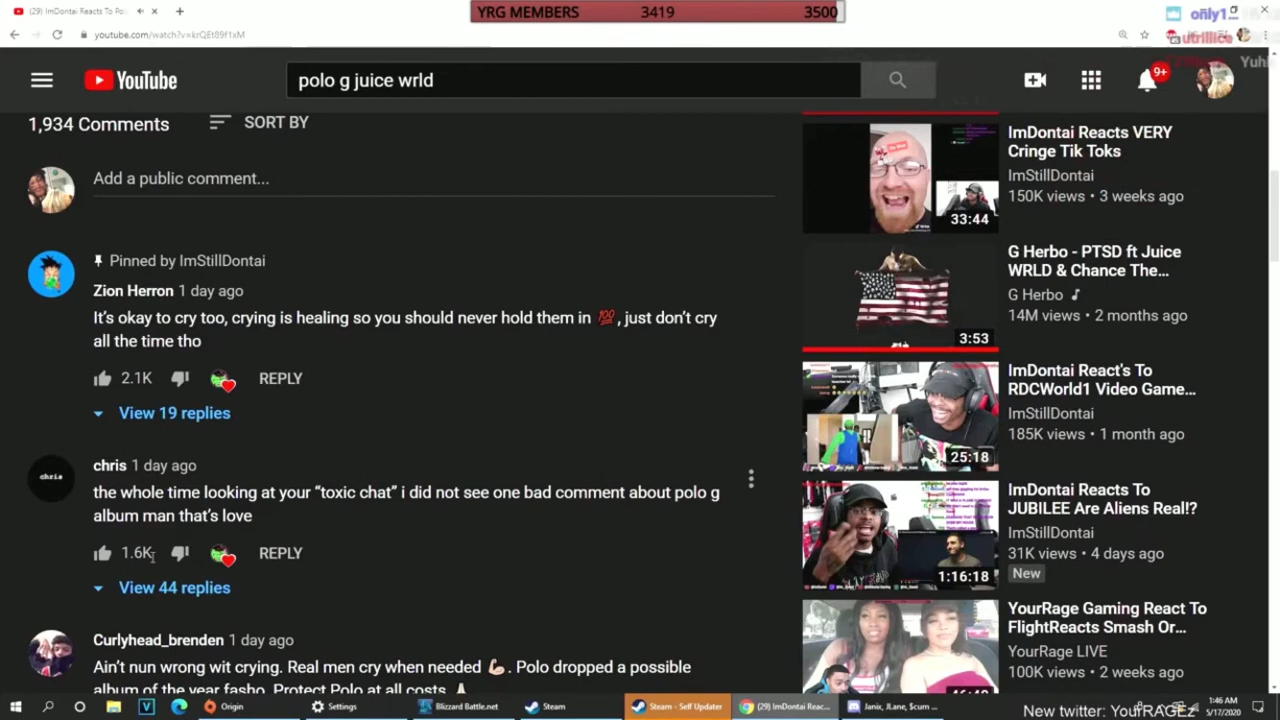 (29) ImDontai Reacts To Po
YRG MEMBERS 3419 3500
only1...
youtube.com/watch?v=krQEt89f1xM
utrillice
Yuh
YouTube
polo g juice wrld
9+
1,934 Comments
SORT BY
Add a public comment...
Pinned by ImStillDontai
Zion Herron 1 day ago
It's okay to cry too, crying is healing so you should never hold them in 💯, just don't cry
all the time tho
2.1K REPLY
View 19 replies
chris
chris 1 day ago
the whole time looking at your “toxic chat” i did not see one bad comment about polo g
album man that's love
1.6K REPLY
View 44 replies
Curlyhead_brenden 1 day ago
Ain't nun wrong wit crying. Real men cry when needed 💪. Polo dropped a possible
album of the year fasho. Protect Polo at all costs 🙏
33:44
ImDontai Reacts VERY
Cringe Tik Toks
ImStillDontai
150K views • 3 weeks ago
3:53
G Herbo - PTSD ft Juice
WRLD & Chance The...
G Herbo ♪
14M views • 2 months ago
25:18
ImDontai React's To
RDCWorld1 Video Game...
ImStillDontai
185K views • 1 month ago
1:16:18
ImDontai Reacts To
JUBILEE Are Aliens Real!?
ImStillDontai
31K views • 4 days ago
New
YourRage Gaming React To
FlightReacts Smash Or...
YourRage LIVE
100K views • 2 weeks ago
Origin
Settings
Blizzard Battle.net
Steam
Steam - Self Updater
(29) ImDontai Reac...
Janix, JLane, $cum ...
1:46 AM
5/17/2020
New twitter: YourRAGEz